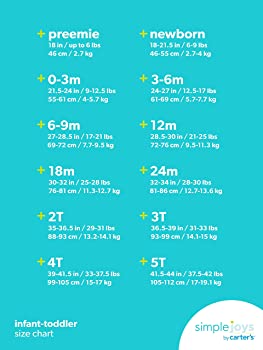 + preemie
18 in / up to 6 lbs
46 cm / 2.7 kg
+ newborn
18-21.5 in / 6-9 lbs
46-55 cm / 2.7-4 kg
+ 0-3m
21.5-24 in / 9-12.5 lbs
55-61 cm / 4-5.7 kg
+ 3-6m
24-27 in / 12.5-17 lbs
61-69 cm / 5.7-7.7 kg
+ 6-9m
27-28.5 in / 17-21 lbs
69-72 cm / 7.7-9.5 kg
+ 12m
28.5-30 in / 21-25 lbs
72-76 cm / 9.5-11.3 kg
+ 18m
30-32 in / 25-28 lbs
76-81 cm / 11.3-12.7 kg
+ 24m
32-34 in / 28-30 lbs
81-86 cm / 12.7-13.6 kg
+ 2T
35-36.5 in / 29-31 lbs
88-93 cm / 13.2-14.1 kg
+ 3T
36.5-39 in / 31-33 lbs
93-99 cm / 14.1-15 kg
+ 4T
39-41.5 in / 33-37.5 lbs
99-105 cm / 15-17 kg
+ 5T
41.5-44 in / 37.5-42 lbs
105-112 cm / 17-19.1 kg
infant-toddler
size chart
simple joys
by carter's